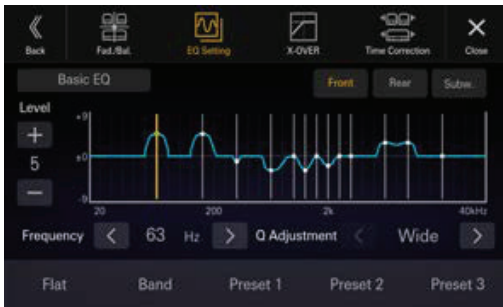 Back Fad./Bal. EQ Setting X-OVER Time Correction Close
Basic EQ Front Rear Subw.
Level
+9
+
5 ±0
−
-9
20 200 2k 40kHz
Frequency < 63 Hz > Q Adjustment < Wide >
Flat Band Preset 1 Preset 2 Preset 3